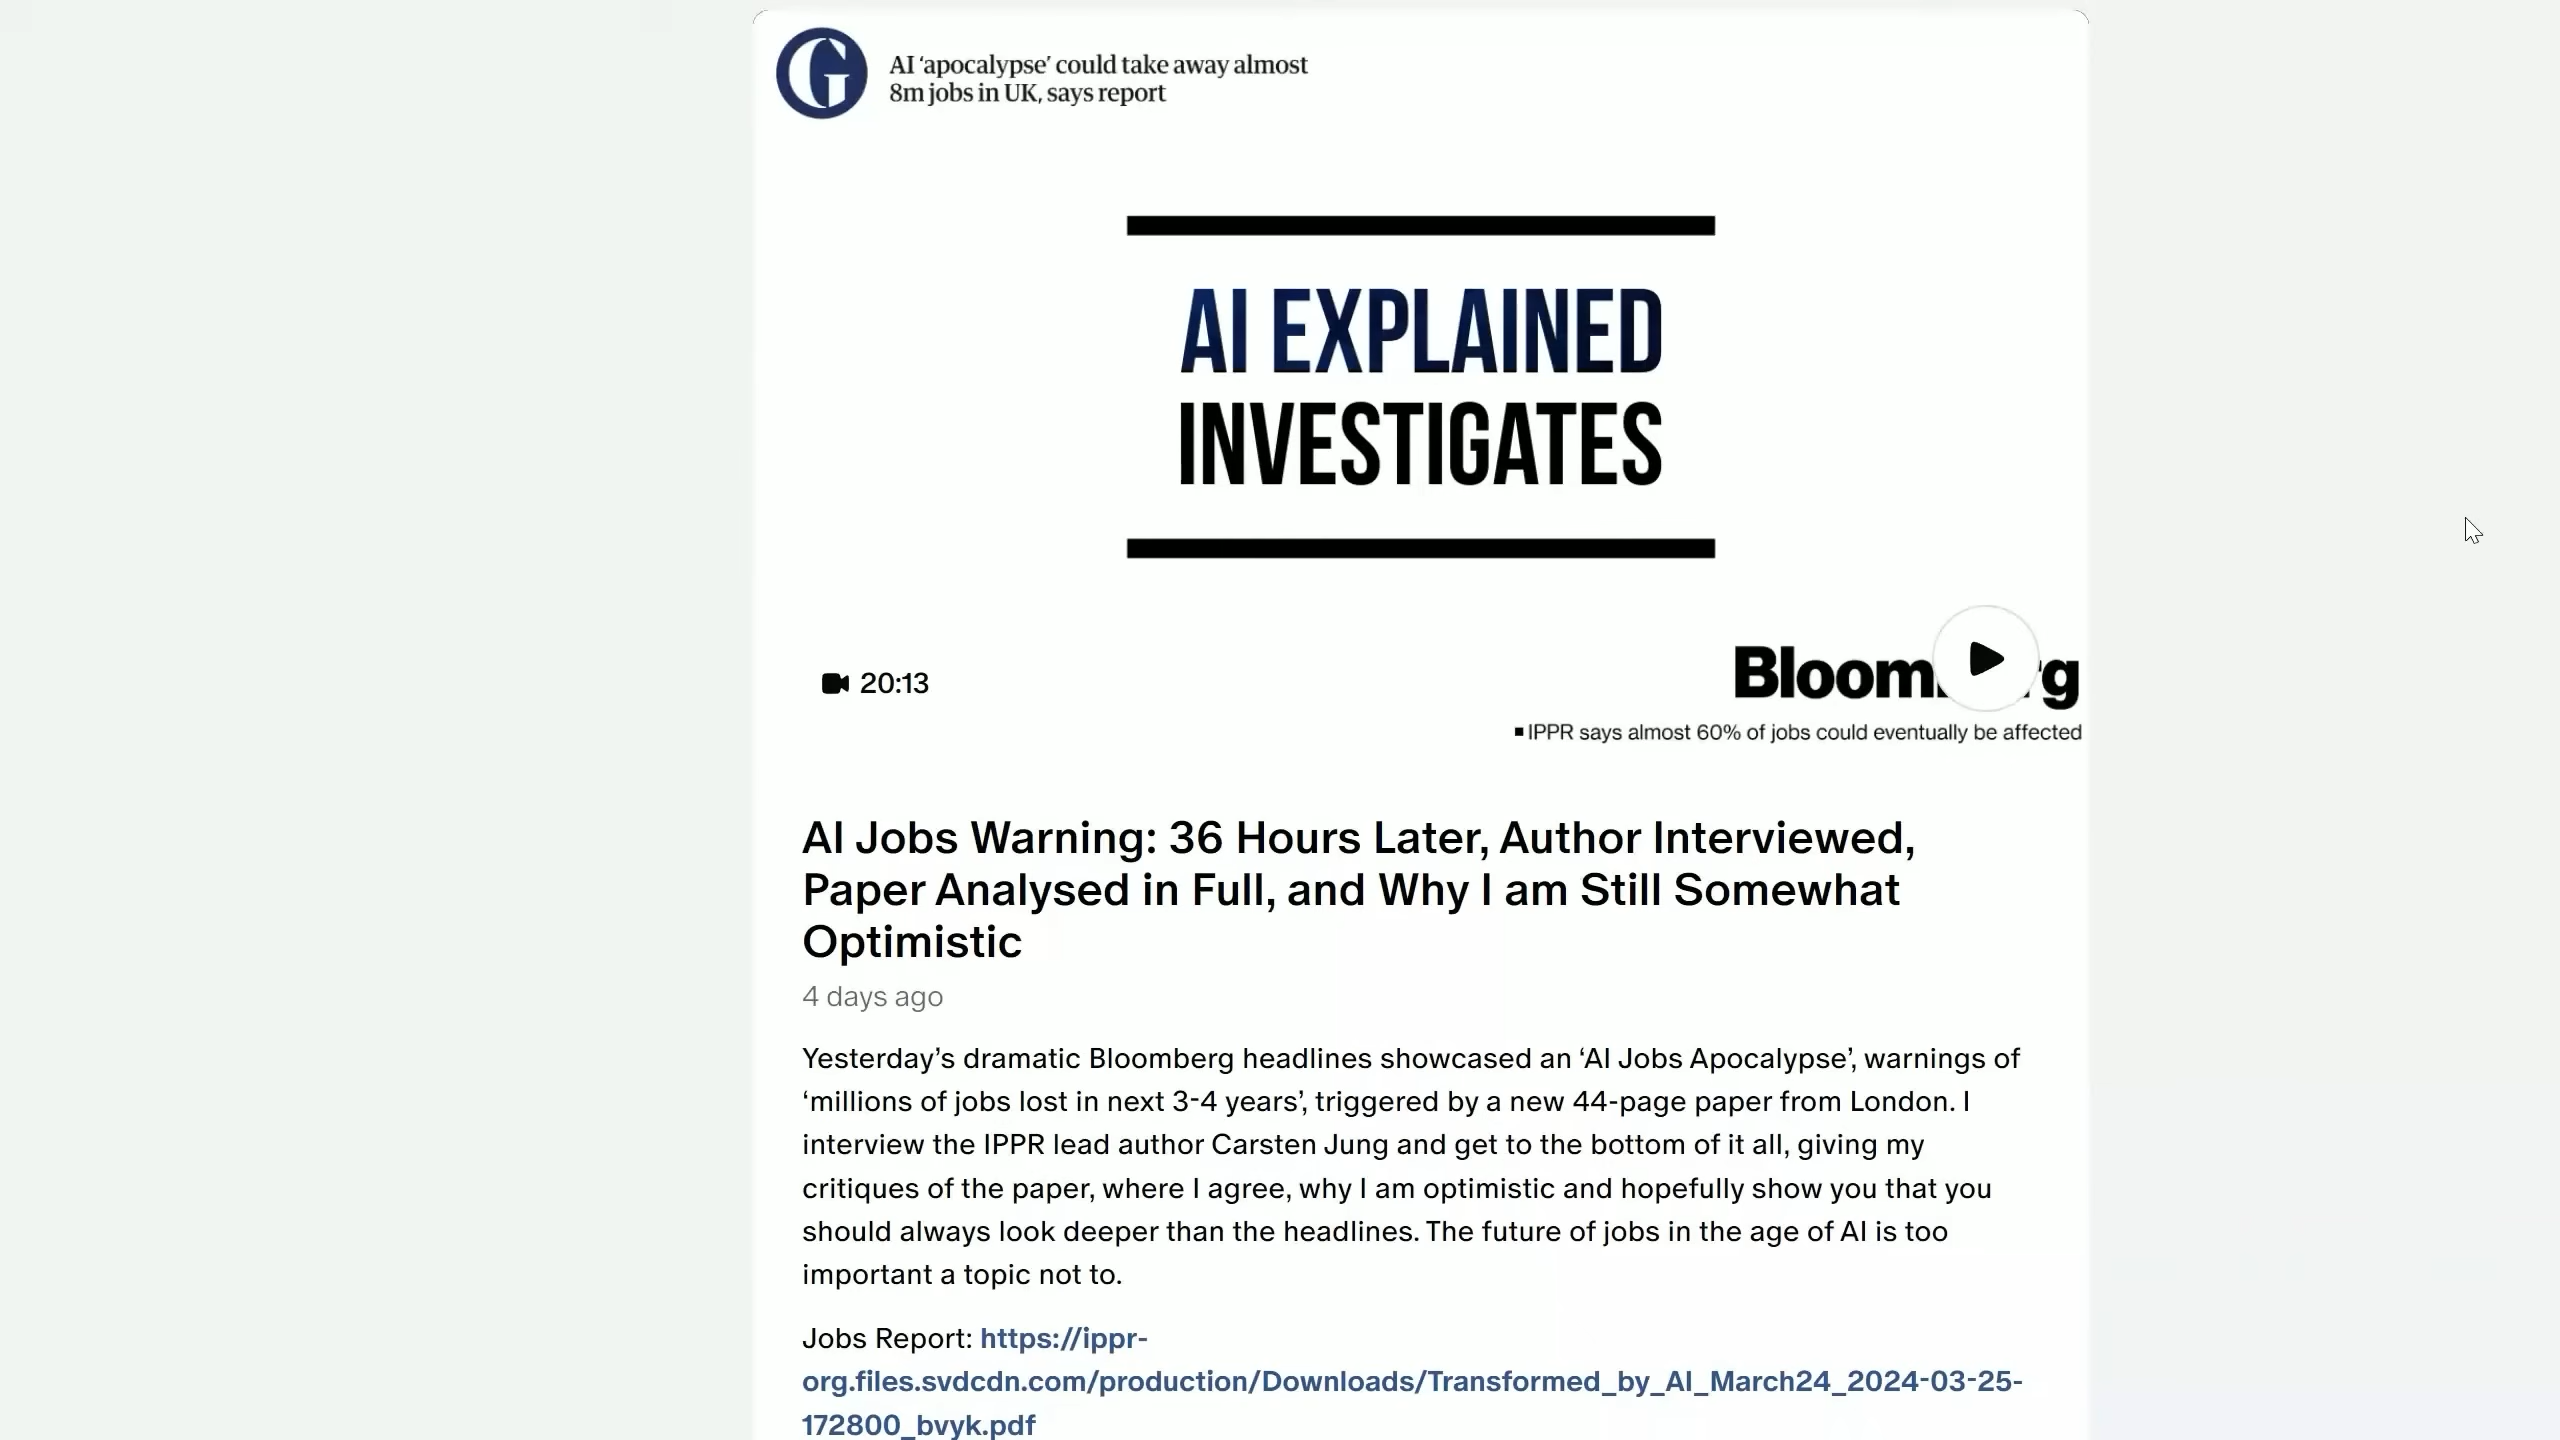 AI ‘apocalypse’ could take away almost
8m jobs in UK, says report
AI EXPLAINED
INVESTIGATES
20:13
■ IPPR says almost 60% of jobs could eventually be affected
AI Jobs Warning: 36 Hours Later, Author Interviewed,
Paper Analysed in Full, and Why I am Still Somewhat
Optimistic
4 days ago
Yesterday’s dramatic Bloomberg headlines showcased an ‘AI Jobs Apocalypse’, warnings of
‘millions of jobs lost in next 3-4 years’, triggered by a new 44-page paper from London. I
interview the IPPR lead author Carsten Jung and get to the bottom of it all, giving my
critiques of the paper, where I agree, why I am optimistic and hopefully show you that you
should always look deeper than the headlines. The future of jobs in the age of AI is too
important a topic not to.
Jobs Report: https://ippr-
org.files.svdcdn.com/production/Downloads/Transformed_by_AI_March24_2024-03-25-
172800_bvyk.pdf